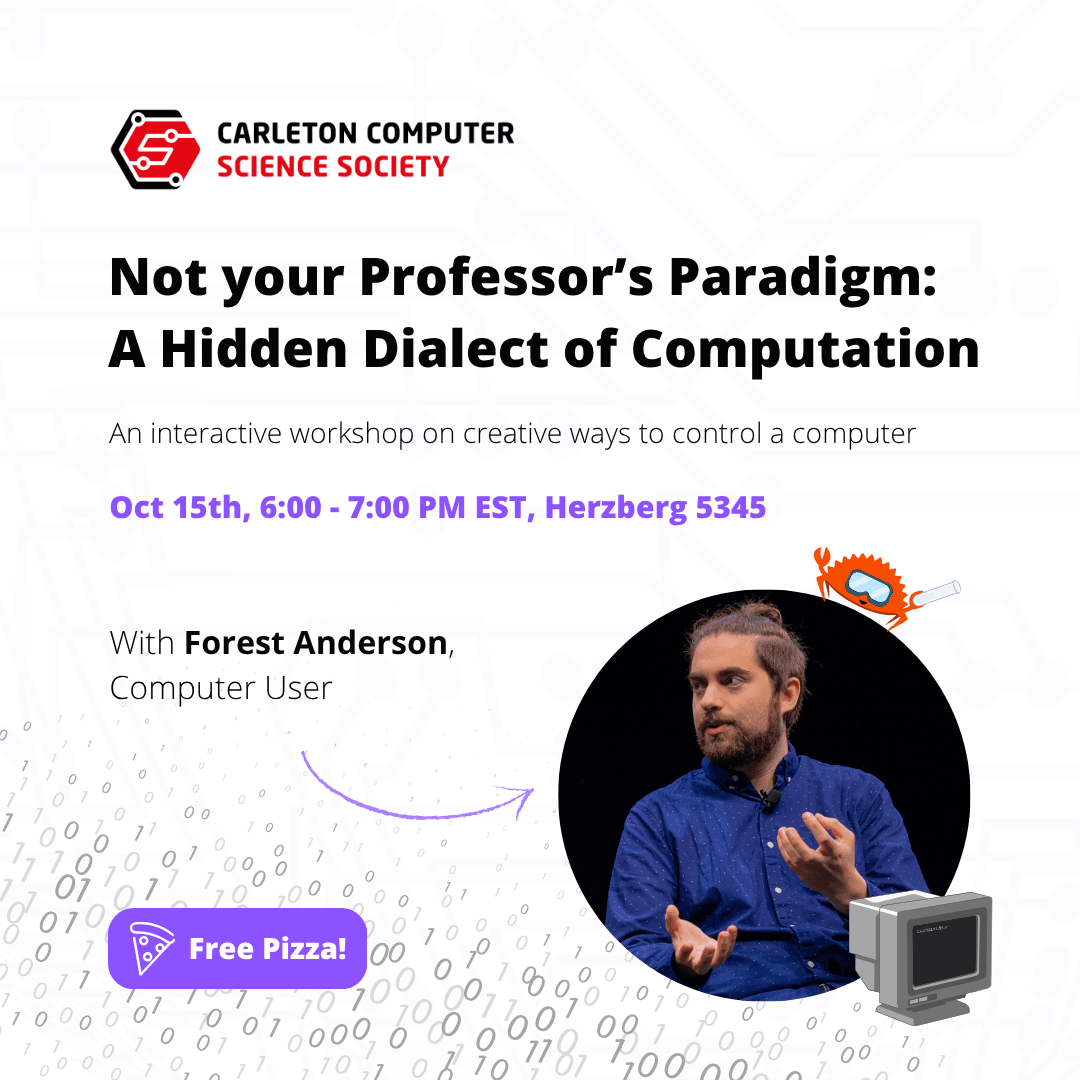 CARLETON COMPUTER
SCIENCE SOCIETY
Not your Professor’s Paradigm:
A Hidden Dialect of Computation
An interactive workshop on creative ways to control a computer
Oct 15th, 6:00 - 7:00 PM EST, Herzberg 5345
With Forest Anderson,
Computer User
Free Pizza!